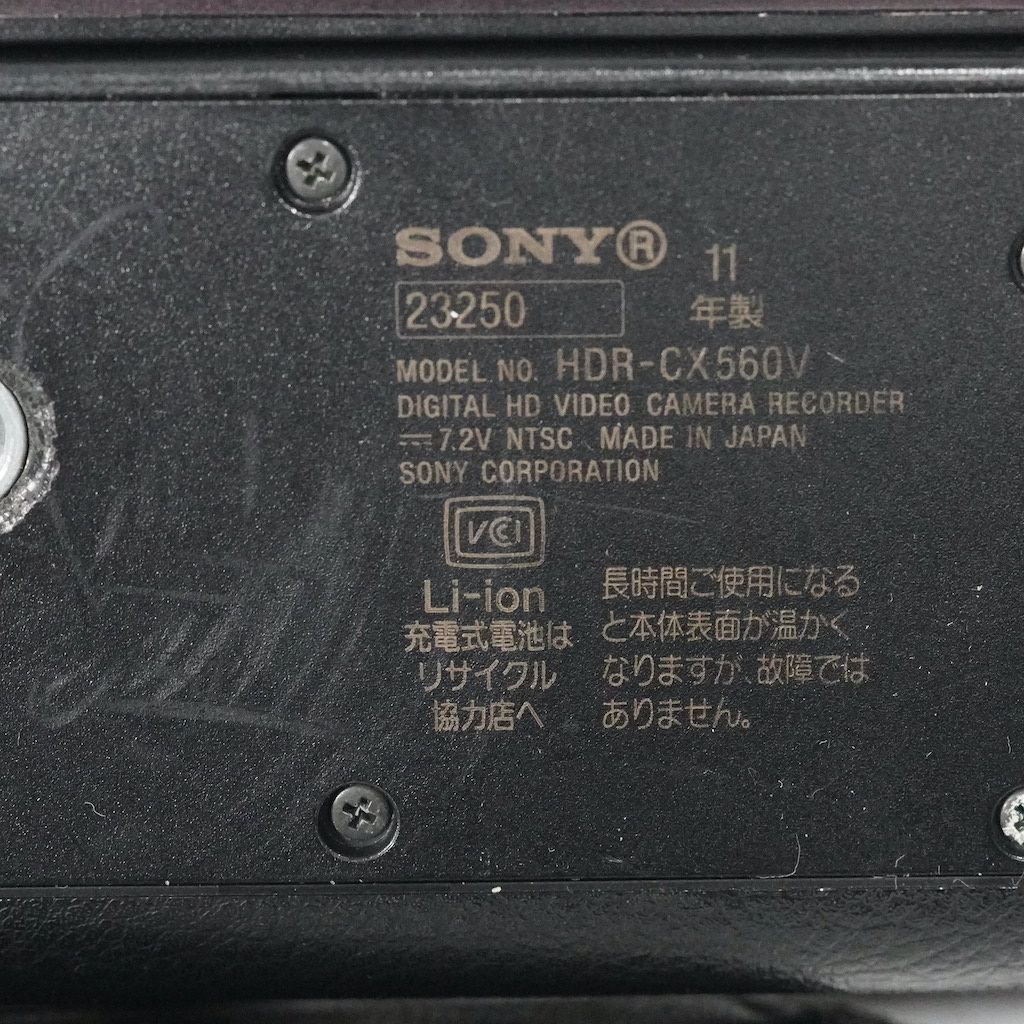 SONY®
11
年製
23250
MODEL NO. HDR-CX560V
DIGITAL HD VIDEO CAMERA RECORDER
⎓7.2V NTSC MADE IN JAPAN
SONY CORPORATION
VCCI
Li-ion
充電式電池は
リサイクル
協力店へ
長時間ご使用になる
と本体表面が温かく
なりますが、故障では
ありません。